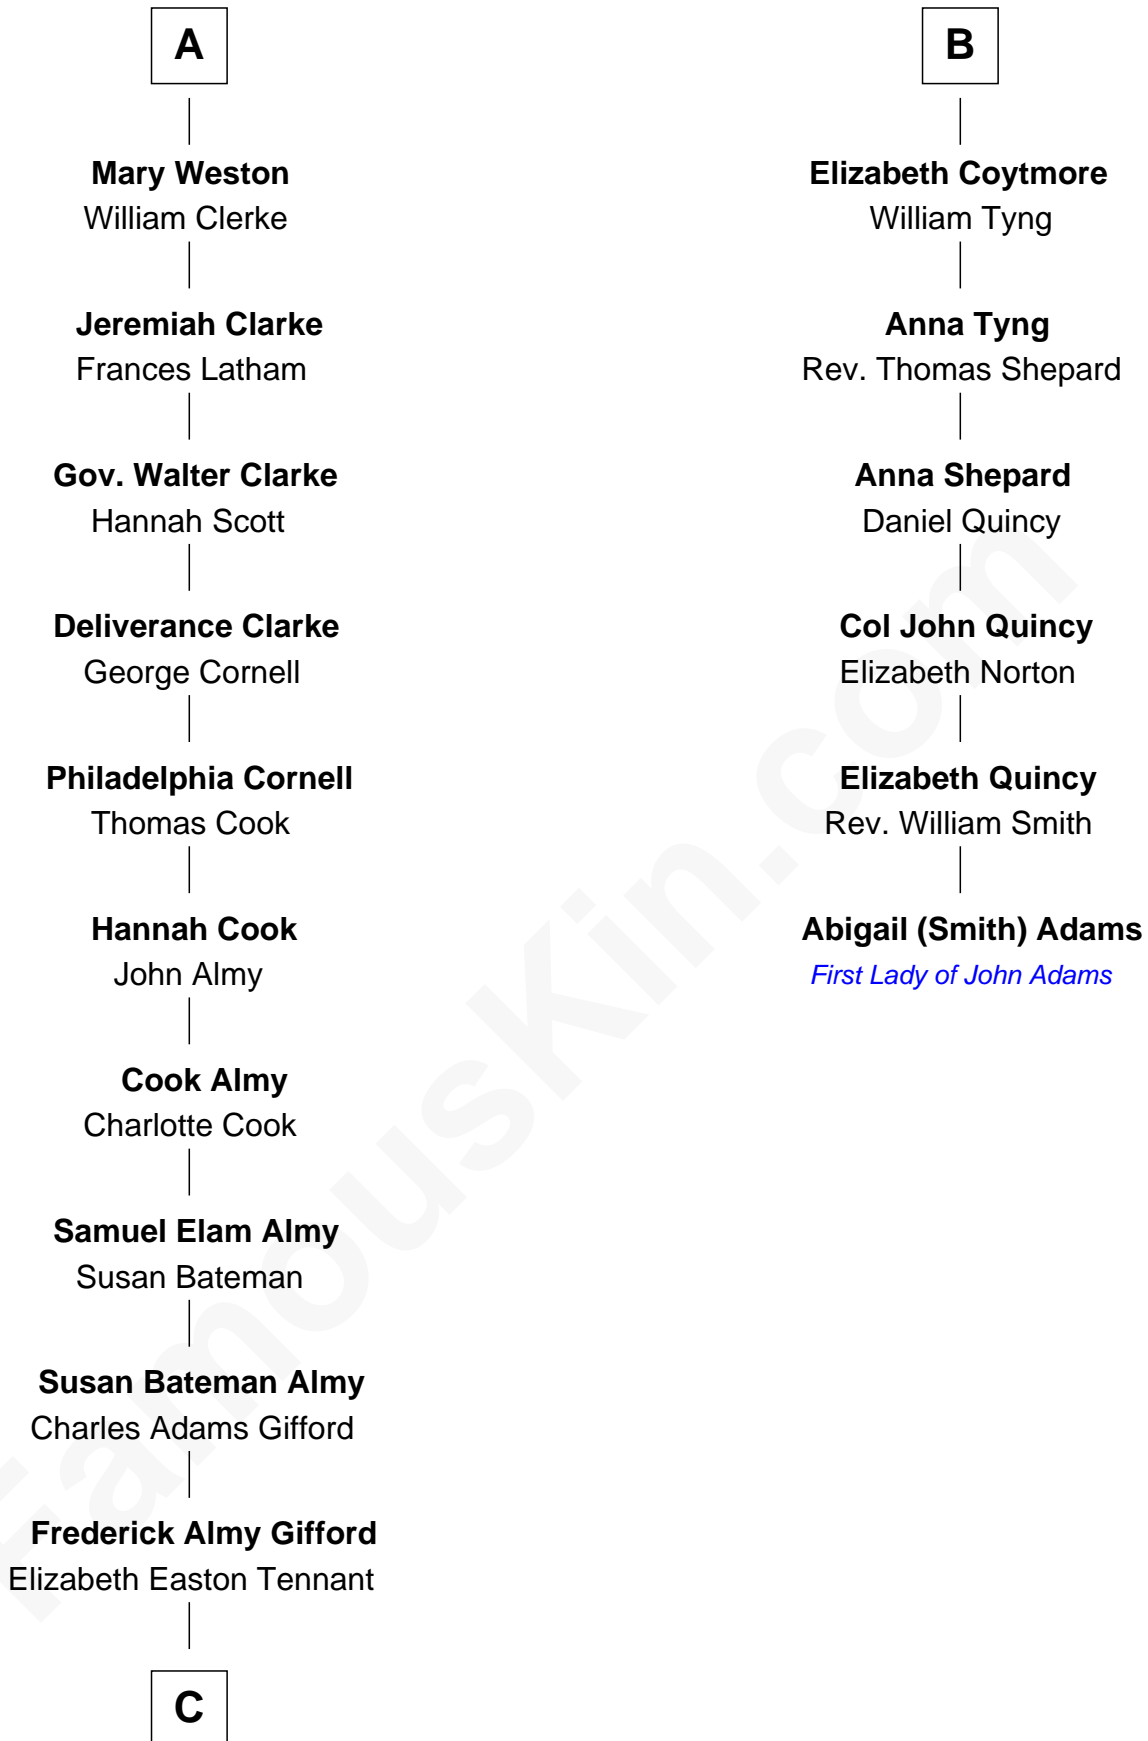 A
Mary Weston
William Clerke
Jeremiah Clarke
Frances Latham
Gov. Walter Clarke
Hannah Scott
Deliverance Clarke
George Cornell
Philadelphia Cornell
Thomas Cook
Hannah Cook
John Almy
Cook Almy
Charlotte Cook
Samuel Elam Almy
Susan Bateman
Susan Bateman Almy
Charles Adams Gifford
Frederick Almy Gifford
Elizabeth Easton Tennant
C
B
Elizabeth Coytmore
William Tyng
Anna Tyng
Rev. Thomas Shepard
Anna Shepard
Daniel Quincy
Col John Quincy
Elizabeth Norton
Elizabeth Quincy
Rev. William Smith
Abigail (Smith) Adams
First Lady of John Adams
FamousKin.com